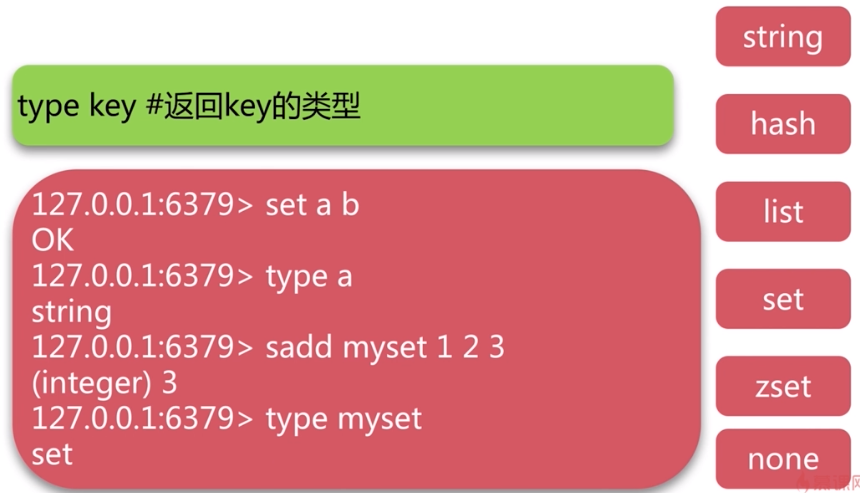 type key #返回key的类型
127.0.0.1:6379> set a b
OK
127.0.0.1:6379> type a
string
127.0.0.1:6379> sadd myset 1 2 3
(integer) 3
127.0.0.1:6379> type myset
set
string
hash
list
set
zset
none